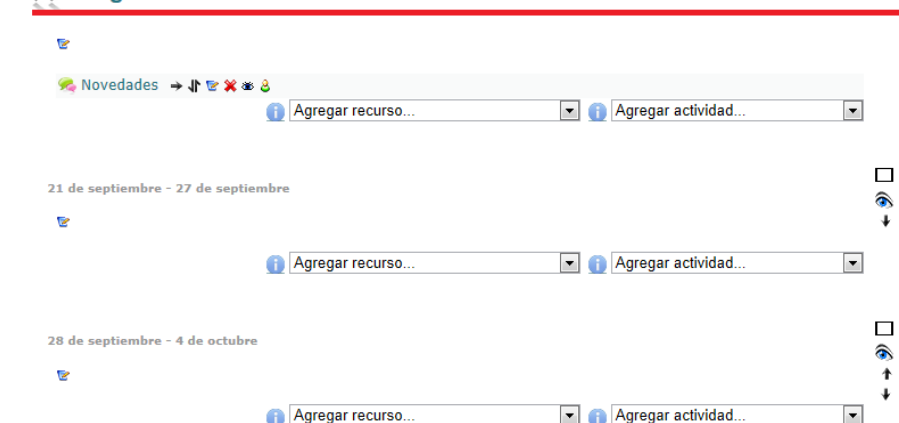 Novedades
Agregar recurso... Agregar actividad...
21 de septiembre - 27 de septiembre
Agregar recurso... Agregar actividad...
28 de septiembre - 4 de octubre
Agregar recurso... Agregar actividad...